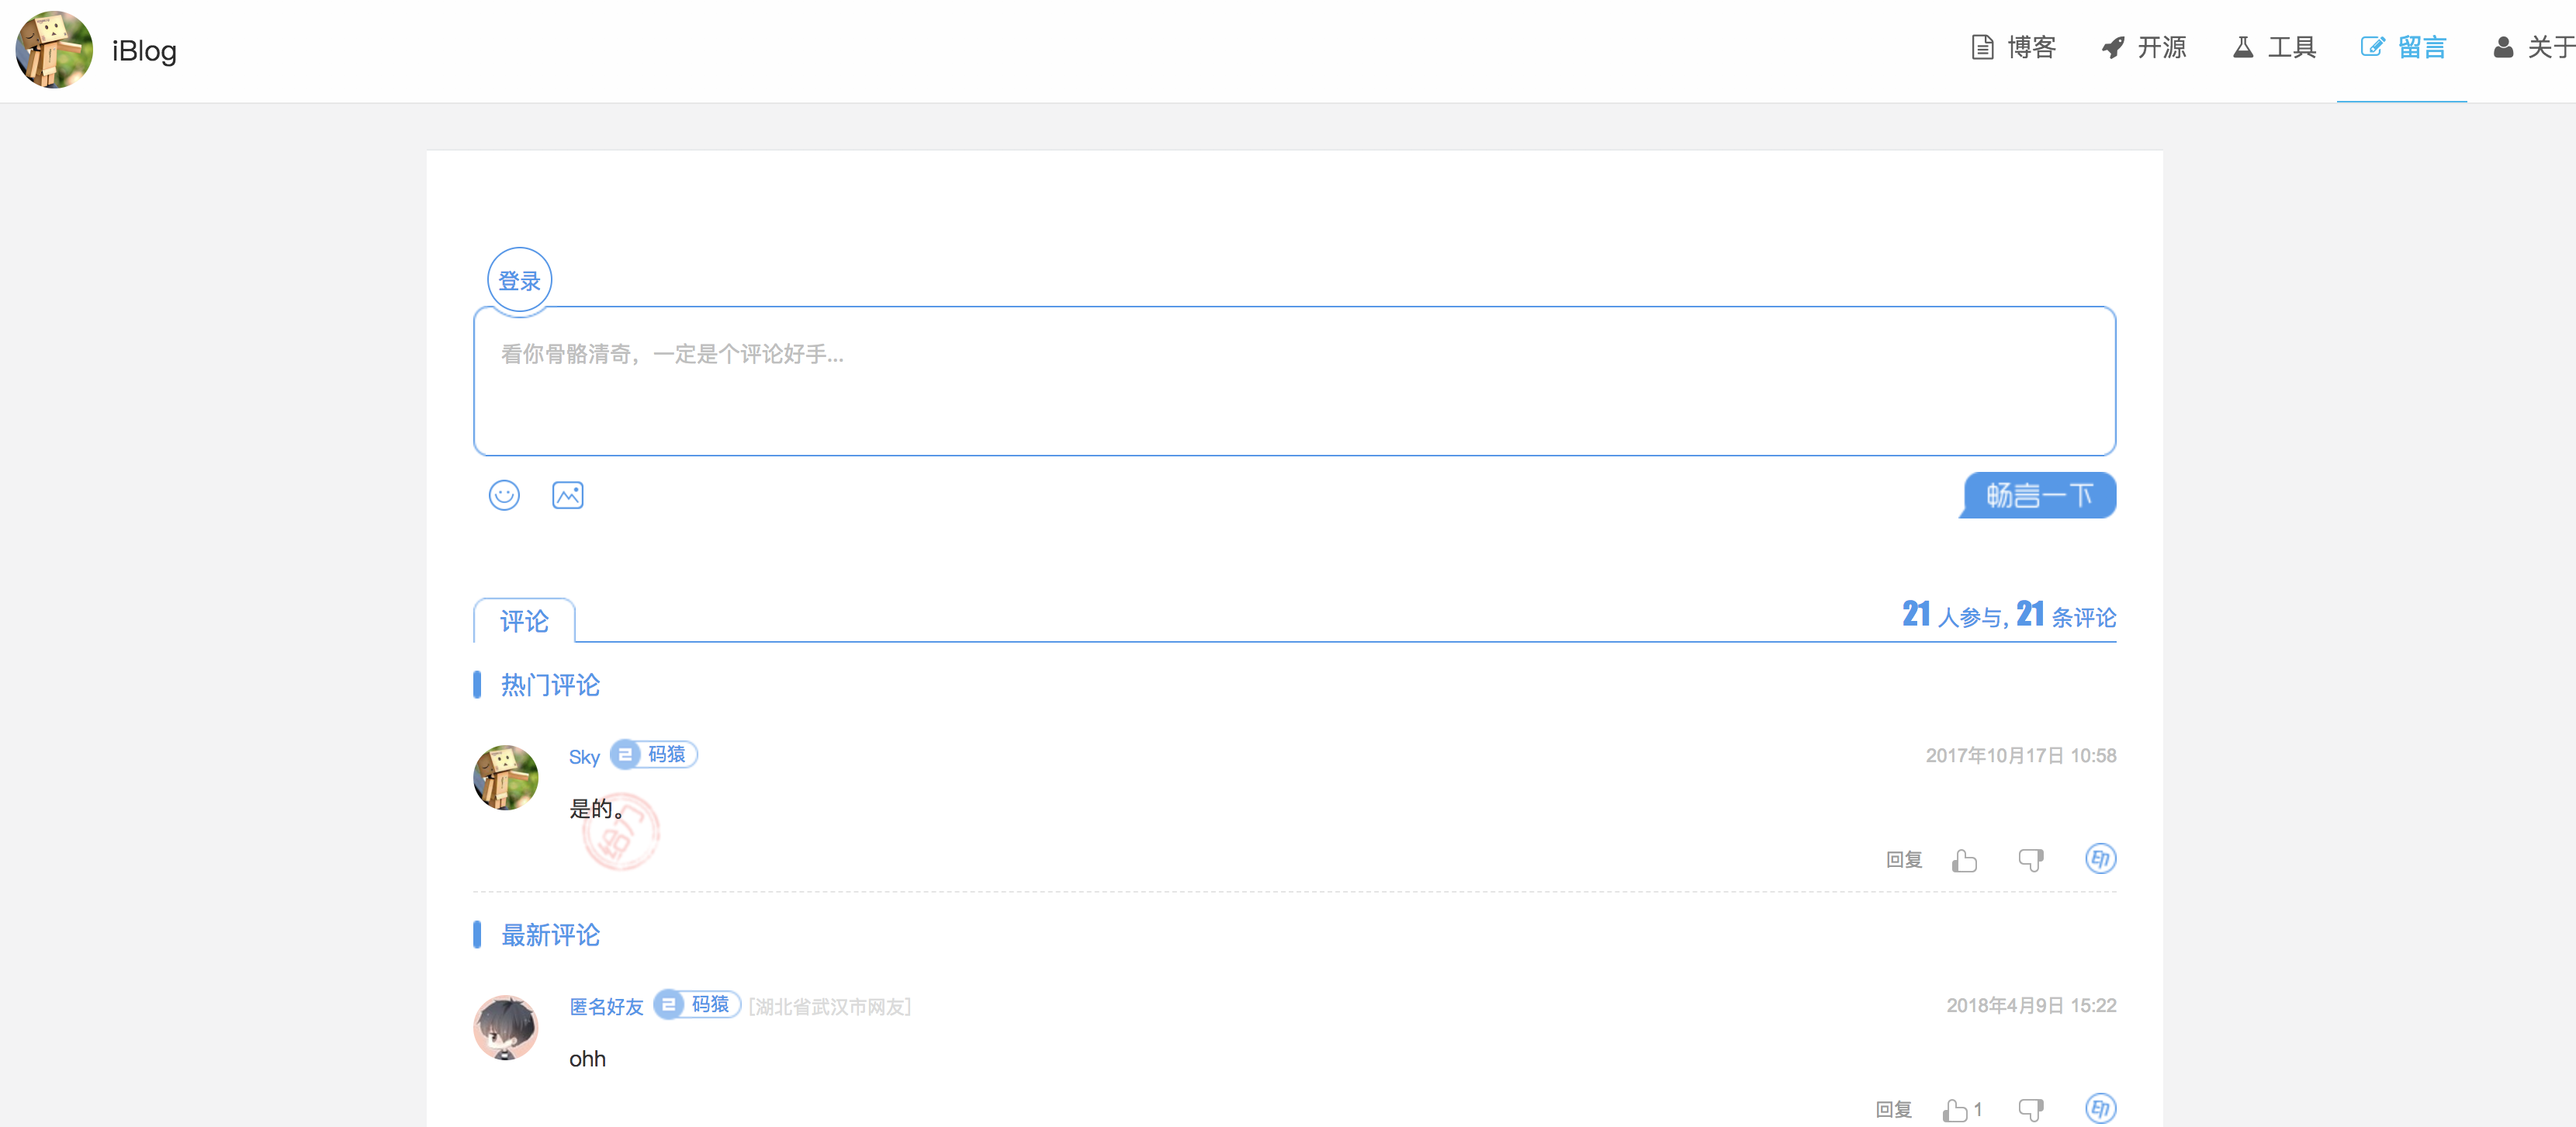 iBlog
博客 开源 工具 留言 关于
登录
看你骨骼清奇，一定是个评论好手...
畅言一下
评论 21 人参与, 21 条评论
热门评论
Sky 2 码猿 2017年10月17日 10:58
是的。
给力
回复 印
最新评论
匿名好友 2 码猿 [湖北省武汉市网友] 2018年4月9日 15:22
ohh
回复 1 印